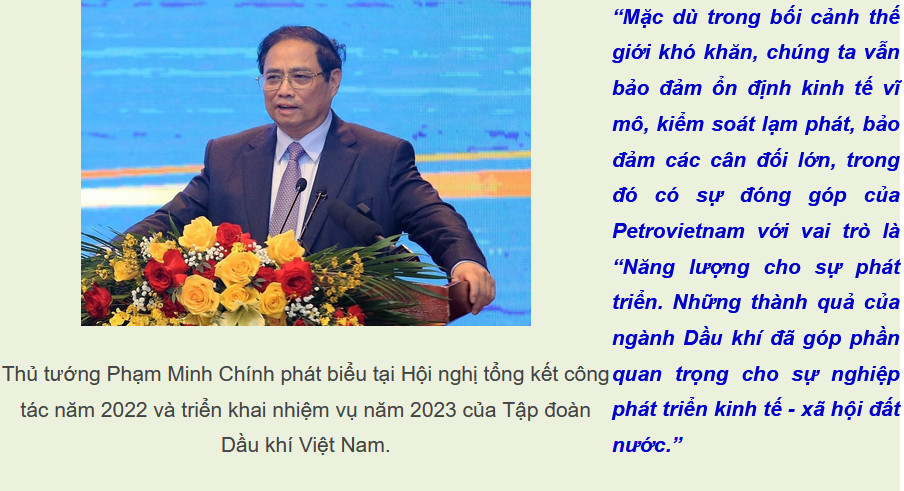 Thủ tướng Phạm Minh Chính phát biểu tại Hội nghị tổng kết công
tác năm 2022 và triển khai nhiệm vụ năm 2023 của Tập đoàn
Dầu khí Việt Nam.
“Mặc dù trong bối cảnh thế
giới khó khăn, chúng ta vẫn
bảo đảm ổn định kinh tế vĩ
mô, kiểm soát lạm phát, bảo
đảm các cân đối lớn, trong
đó có sự đóng góp của
Petrovietnam với vai trò là
“Năng lượng cho sự phát
triển. Những thành quả của
ngành Dầu khí đã góp phần
quan trọng cho sự nghiệp
phát triển kinh tế - xã hội đất
nước.”